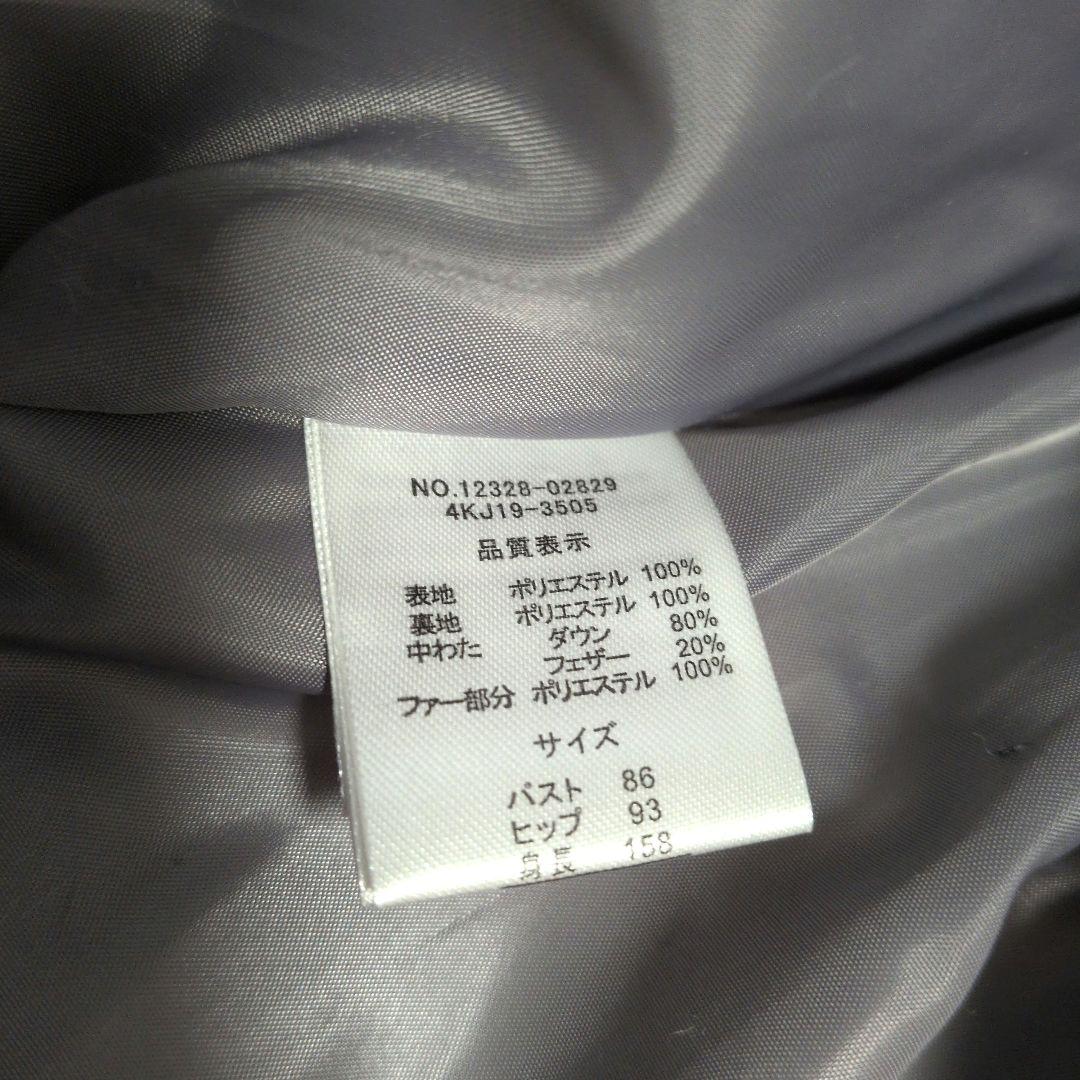 NO.12328-02829
4KJ19-3505
品質表示
表地 ポリエステル 100%
裏地 ポリエステル 100%
中わた ダウン 80%
フェザー 20%
ファー部分 ポリエステル 100%
サイズ
バスト 86
ヒップ 93
身長 158